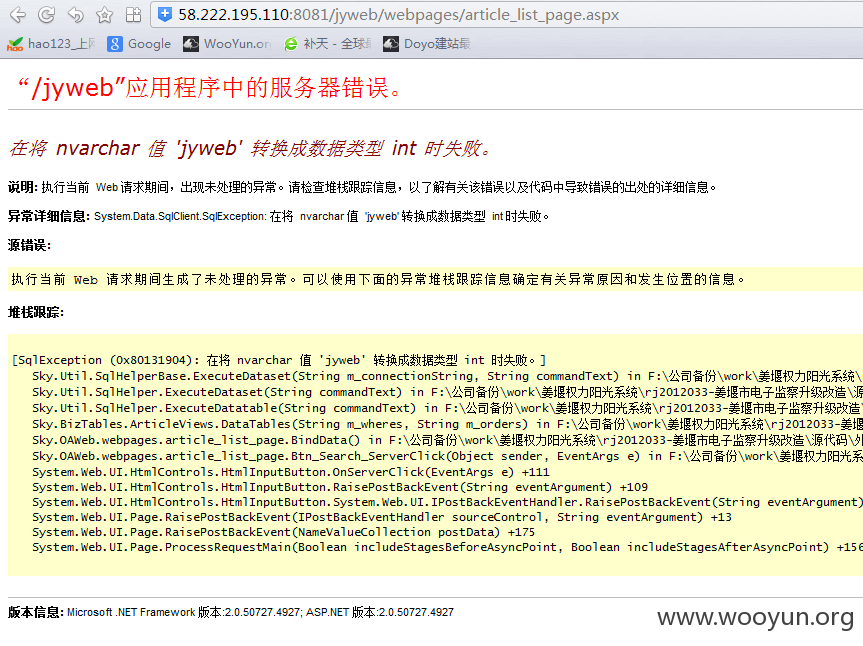 58.222.195.110:8081/jyweb/webpages/article_list_page.aspx
hao123_上网 Google WooYun.org 补天 - 全球 Doyo建站
“/jyweb”应用程序中的服务器错误。
在将 nvarchar 值 'jyweb' 转换成数据类型 int 时失败。
说明: 执行当前 Web 请求期间，出现未处理的异常。请检查堆栈跟踪信息，以了解有关该错误以及代码中导致错误的出处的详细信息。
异常详细信息: System.Data.SqlClient.SqlException: 在将 nvarchar 值 'jyweb' 转换成数据类型 int 时失败。
源错误:
执行当前 Web 请求期间生成了未处理的异常。可以使用下面的异常堆栈跟踪信息确定有关异常原因和发生位置的信息。
堆栈跟踪:
[SqlException (0x80131904): 在将 nvarchar 值 'jyweb' 转换成数据类型 int 时失败。]
Sky.Util.SqlHelperBase.ExecuteDataset(String m_connectionString, String commandText) in F:\公司备份\work\姜堰权力阳光系统\
Sky.Util.SqlHelper.ExecuteDataset(String commandText) in F:\公司备份\work\姜堰权力阳光系统\rj2012033-姜堰市电子监察升级改造\源
Sky.Util.SqlHelper.ExecuteDatatable(String commandText) in F:\公司备份\work\姜堰权力阳光系统\rj2012033-姜堰市电子监察升级改造\
Sky.BizTables.ArticleViews.DataTables(String m_wheres, String m_orders) in F:\公司备份\work\姜堰权力阳光系统\rj2012033-姜堰市
Sky.OAWeb.webpages.article_list_page.BindData() in F:\公司备份\work\姜堰权力阳光系统\rj2012033-姜堰市电子监察升级改造\源代码\外
Sky.OAWeb.webpages.article_list_page.Btn_Search_ServerClick(Object sender, EventArgs e) in F:\公司备份\work\姜堰权力阳光系
System.Web.UI.HtmlControls.HtmlInputButton.OnServerClick(EventArgs e) +111
System.Web.UI.HtmlControls.HtmlInputButton.RaisePostBackEvent(String eventArgument) +109
System.Web.UI.HtmlControls.HtmlInputButton.System.Web.UI.IPostBackEventHandler.RaisePostBackEvent(String eventArgument)
System.Web.UI.Page.RaisePostBackEvent(IPostBackEventHandler sourceControl, String eventArgument) +13
System.Web.UI.Page.RaisePostBackEvent(NameValueCollection postData) +175
System.Web.UI.Page.ProcessRequestMain(Boolean includeStagesBeforeAsyncPoint, Boolean includeStagesAfterAsyncPoint) +156
版本信息: Microsoft .NET Framework 版本:2.0.50727.4927; ASP.NET 版本:2.0.50727.4927
www.wooyun.org